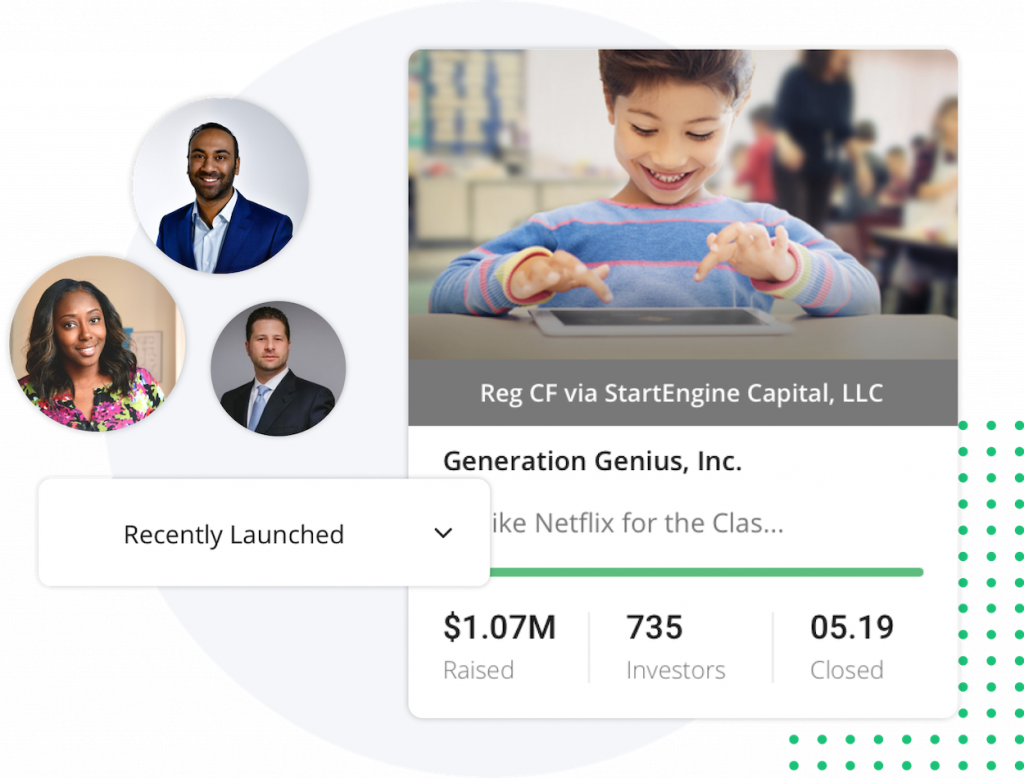 Reg CF via StartEngine Capital, LLC
Generation Genius, Inc.
ike Netflix for the Clas...
Recently Launched
$1.07M
735
05.19
Raised
Investors
Closed